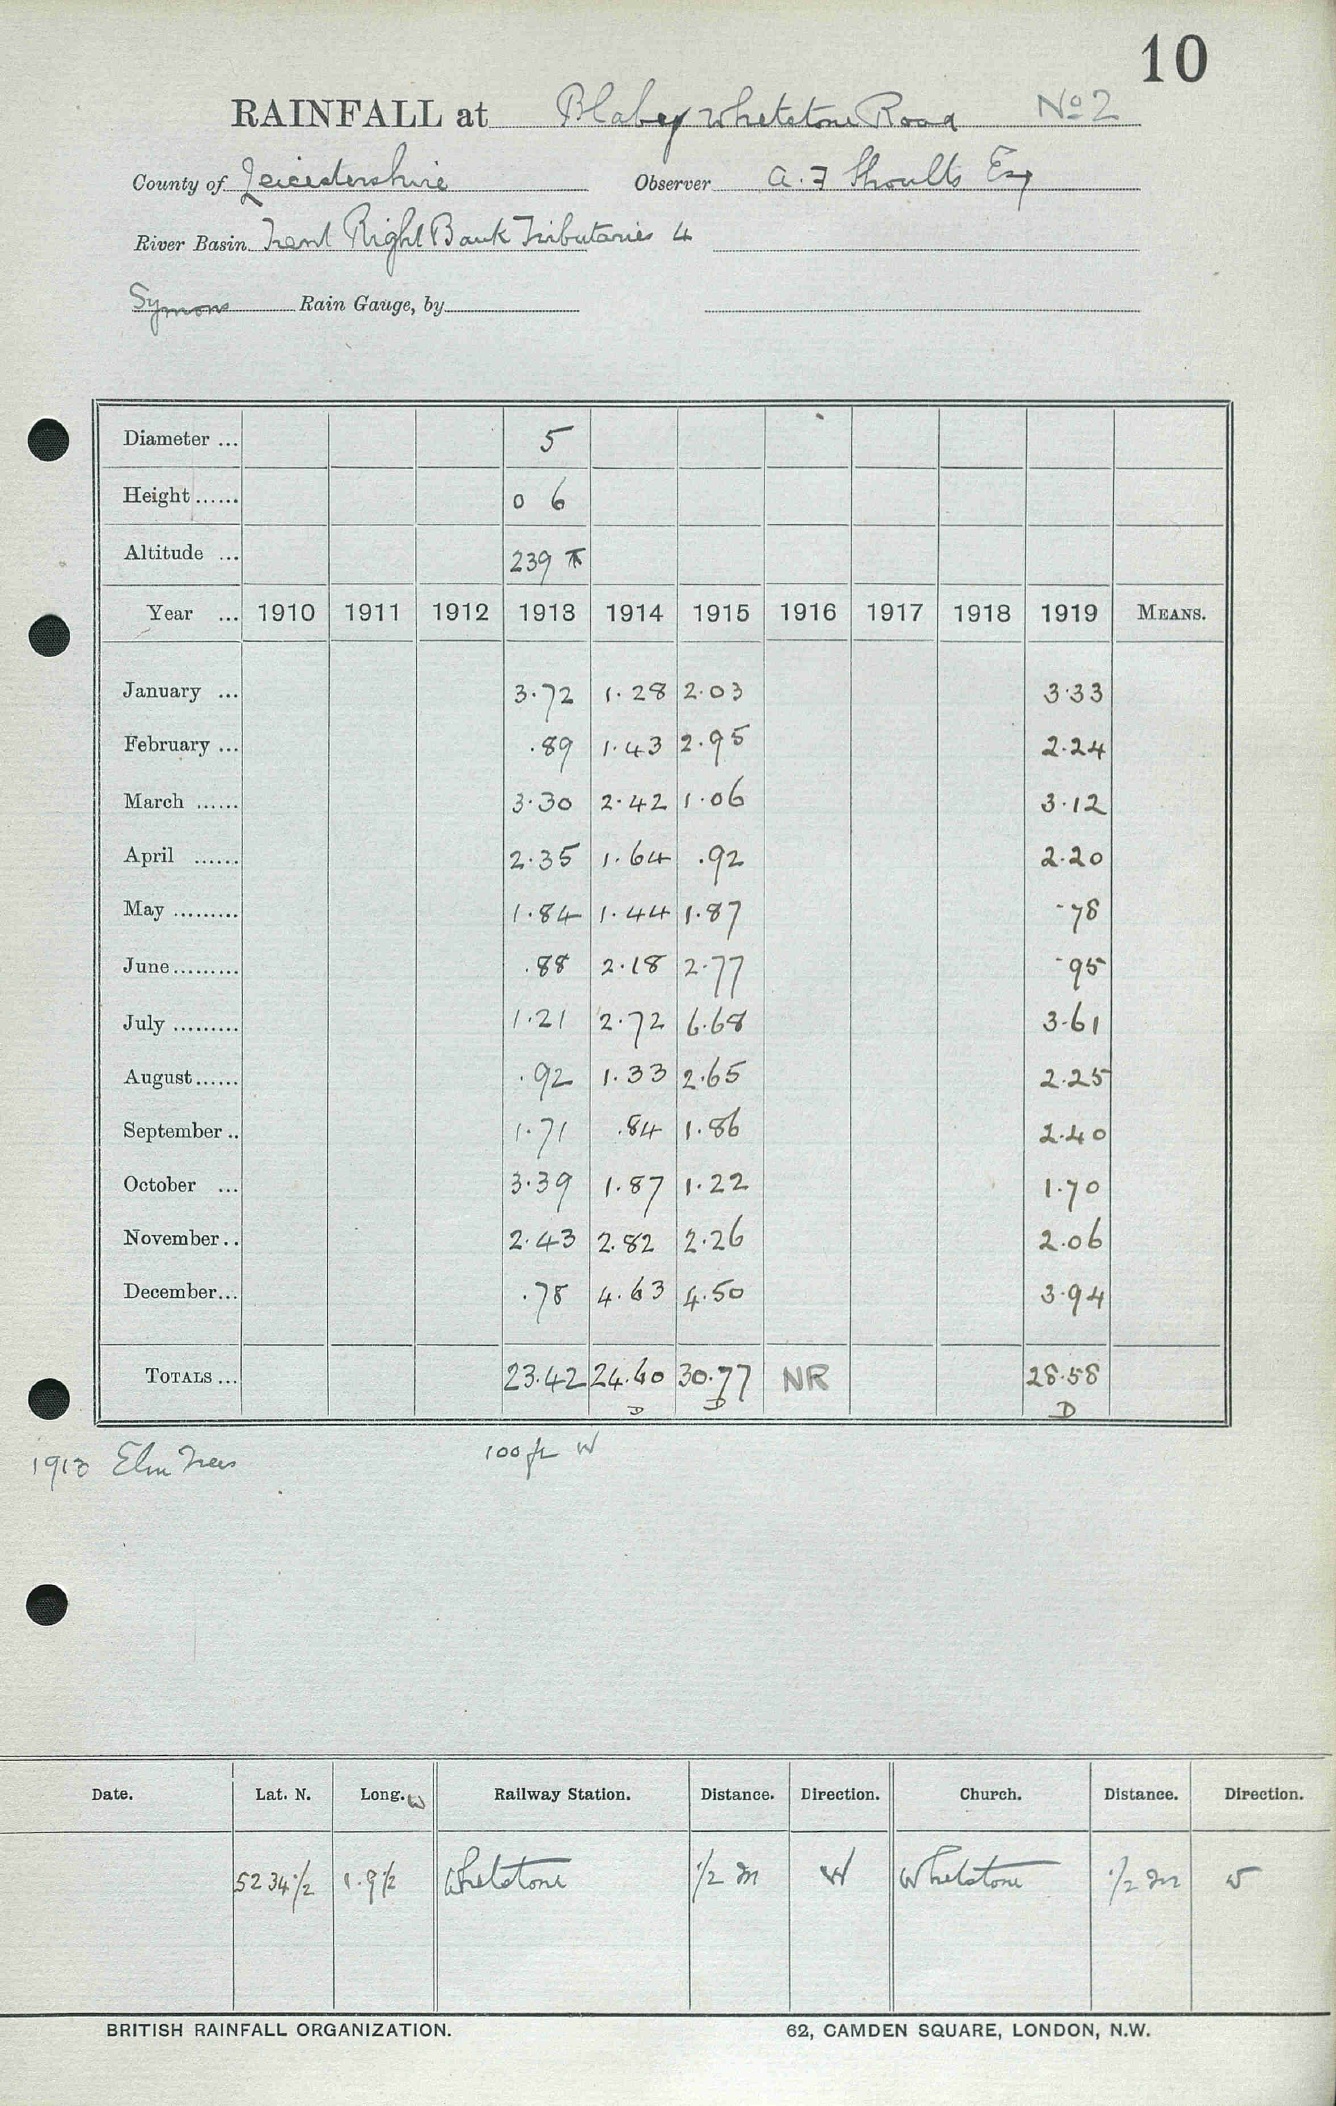 10
RAINFALL at Blaby Whetstone Road No 2
County of Leicestershire Observer A. F Shoults Esq
River Basin Trent Right Bank Tributaries 4
Symons Rain Gauge, by
Diameter ... 5
Height ...... 0 6
Altitude ... 239 T
Year ... 1910 1911 1912 1913 1914 1915 1916 1917 1918 1919 MEANS.
January ... 3.72 1.28 2.03 3.33
February ... .89 1.43 2.95 2.24
March ...... 3.30 2.42 1.06 3.12
April ...... 2.35 1.64 .92 2.20
May ......... 1.84 1.44 1.87 .78
June ......... .88 2.18 2.77 .95
July ......... 1.21 2.72 6.68 3.61
August ...... .92 1.33 2.65 2.25
September .. 1.71 .84 1.86 2.40
October ... 3.39 1.87 1.22 1.70
November .. 2.43 2.82 2.26 2.06
December ... .78 4.63 4.50 3.94
TOTALS ... 23.42 24.60 30.77 NR 28.58
D D D
1913 Elm Trees 100 ft W
Date. Lat. N. Long. W Railway Station. Distance. Direction. Church. Distance. Direction.
52 34 1/2 1.9 1/2 Whetstone 1/2 m W Whetstone 1/2 m W
BRITISH RAINFALL ORGANIZATION. 62, CAMDEN SQUARE, LONDON, N.W.